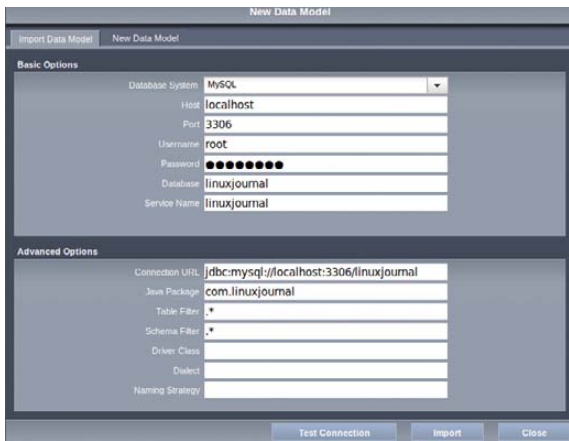 New Data Model
Import Data Model New Data Model
Basic Options
Database System MySQL
Host localhost
Port 3306
Username root
Password ●●●●●●●●
Database linuxjournal
Service Name linuxjournal
Advanced Options
Connection URL jdbc:mysql://localhost:3306/linuxjournal
Java Package com.linuxjournal
Table Filter .*
Schema Filter .*
Driver Class
Dialect
Naming Strategy
Test Connection Import Close